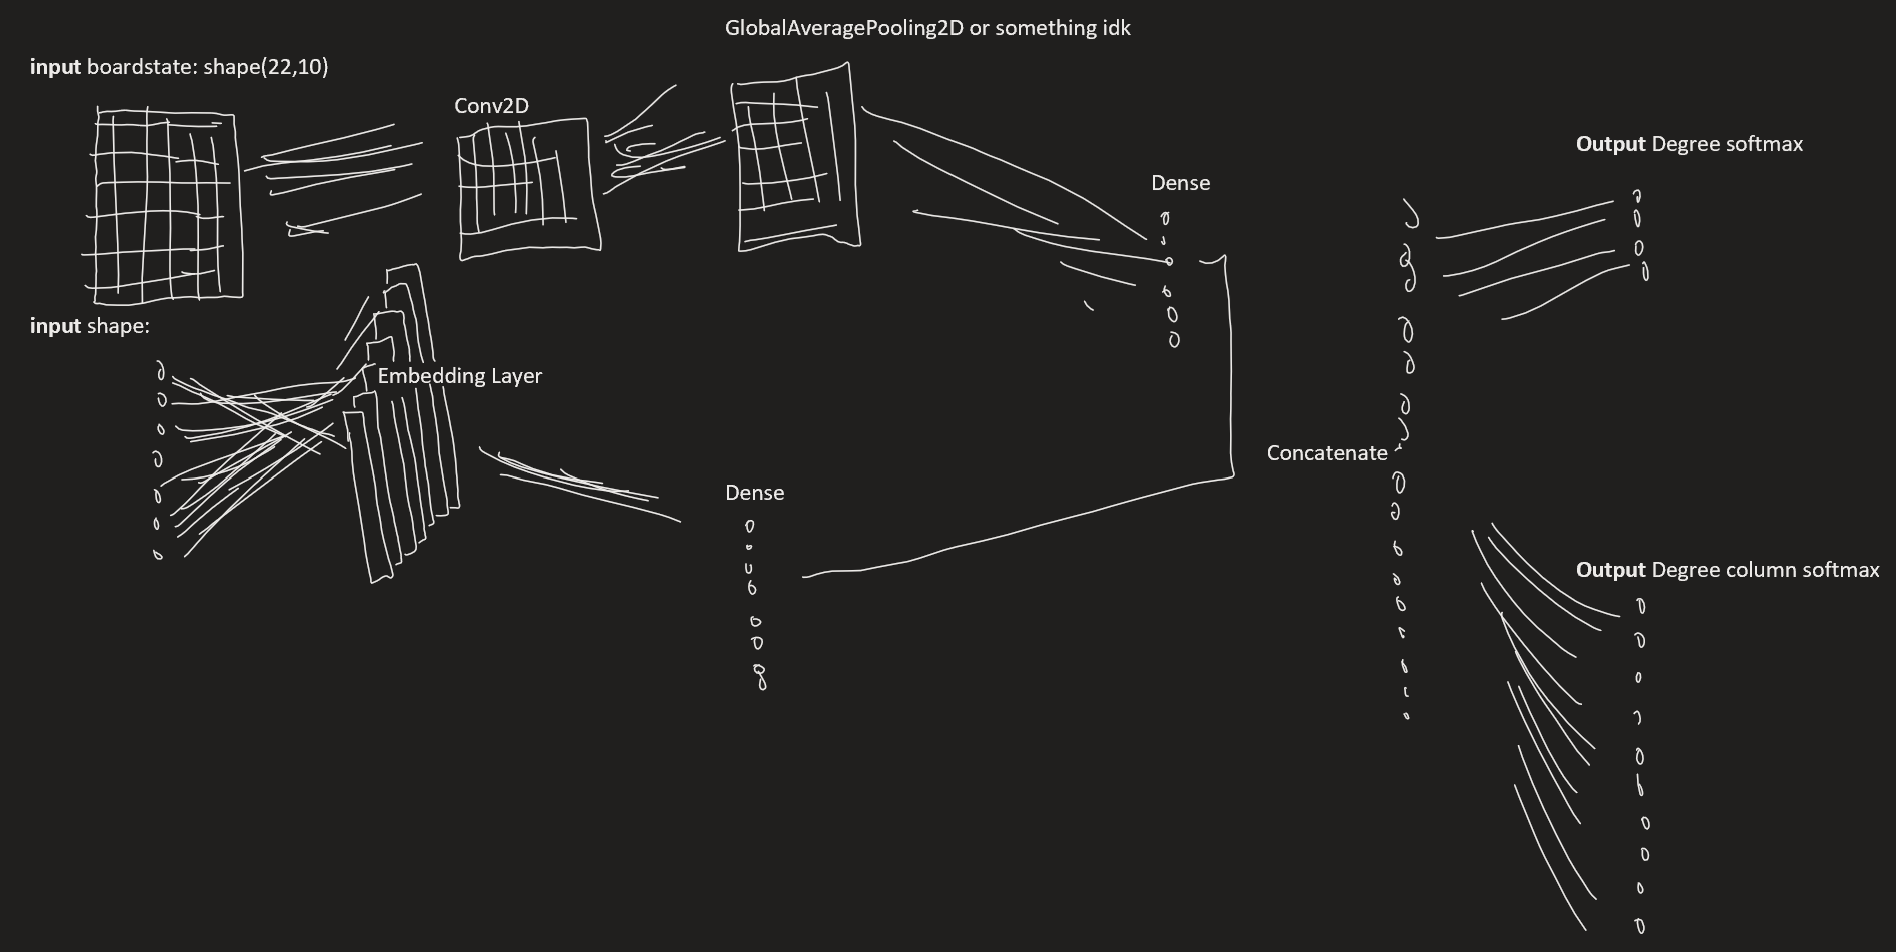 GlobalAveragePooling2D or something idk
input boardstate: shape(22,10)
Conv2D
Output Degree softmax
Dense
input shape:
Embedding Layer
Concatenate
Dense
Output Degree column softmax